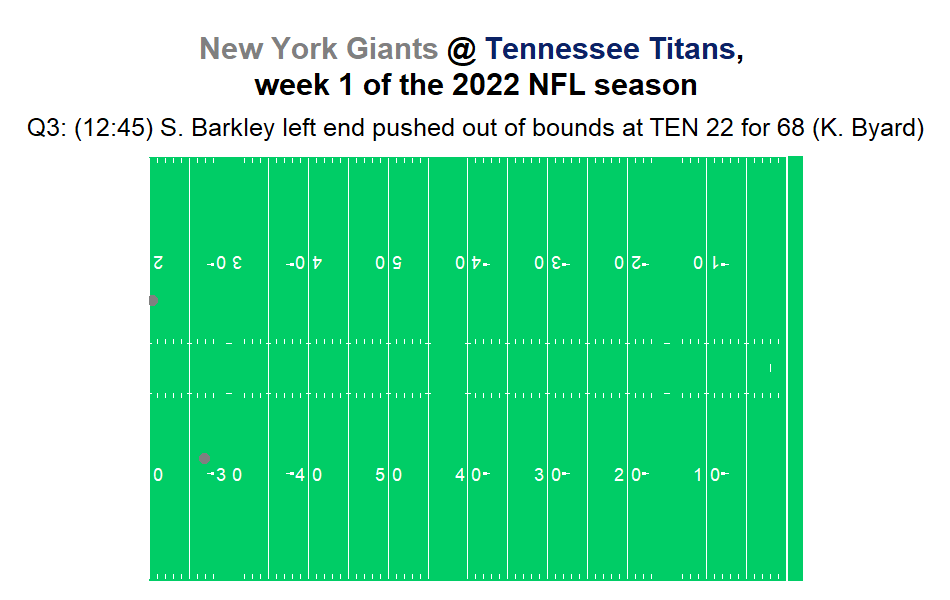 New York Giants @ Tennessee Titans,
week 1 of the 2022 NFL season
Q3: (12:45) S. Barkley left end pushed out of bounds at TEN 22 for 68 (K. Byard)
2 30 40 50 40 30 20 10
0 30 40 50 40 30 20 10